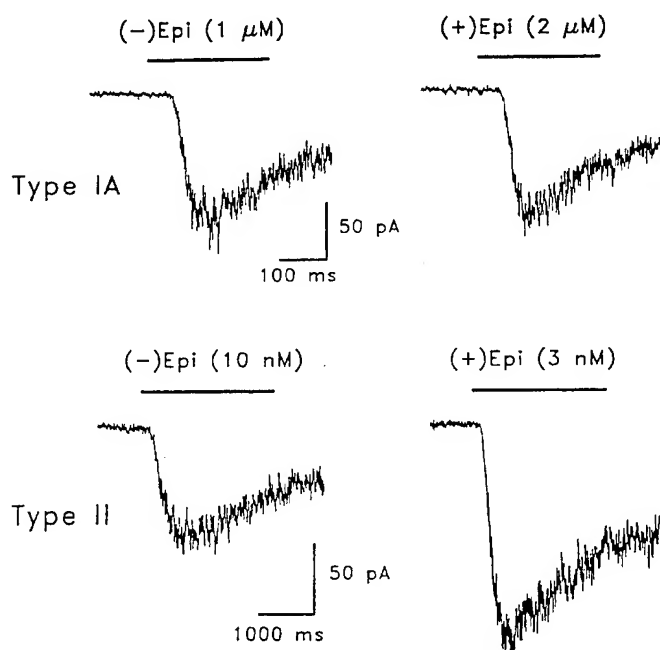 (−)Epi (1 μM)
(+)Epi (2 μM)
Type IA
50 pA
100 ms
(−)Epi (10 nM)
(+)Epi (3 nM)
Type II
50 pA
1000 ms